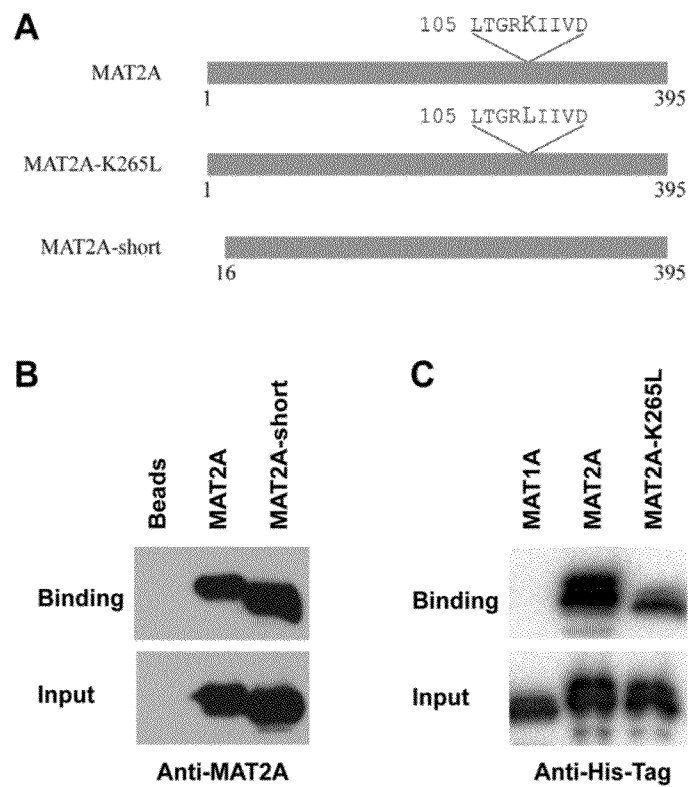 A
105 LTGRKIIVD
MAT2A
1 395
105 LTGRLIIVD
MAT2A-K265L
1 395
MAT2A-short
16 395
B
Beads
MAT2A
MAT2A-short
Binding
Input
Anti-MAT2A
C
MAT1A
MAT2A
MAT2A-K265L
Binding
Input
Anti-His-Tag